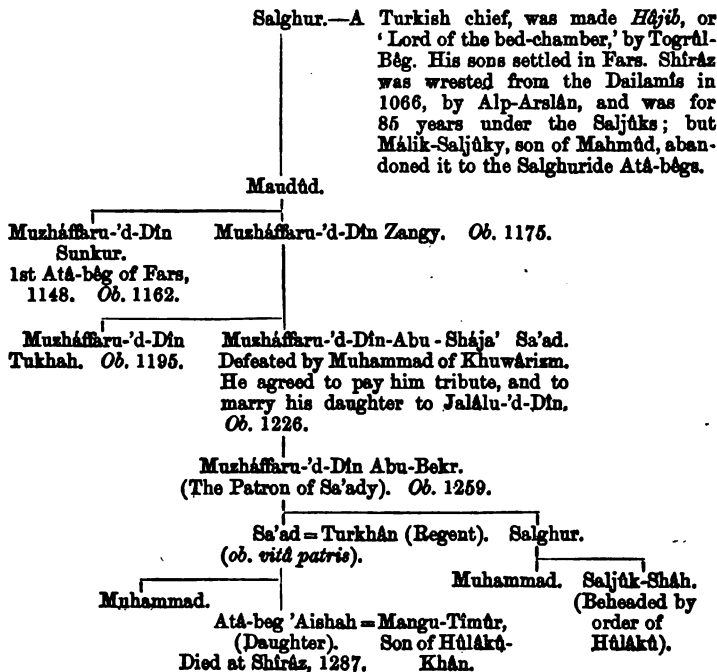 Salghur.—A Turkish chief, was made Hâjib, or
‘Lord of the bed-chamber,’ by Togrûl-
Bêg. His sons settled in Fars. Shîrâz
was wrested from the Dailamîs in
1066, by Alp-Arslân, and was for
85 years under the Saljûks; but
Málik-Saljûky, son of Mahmûd, aban-
doned it to the Salghuride Atâ-bêgs.
Maudûd.
Muzháffaru-’d-Dîn
Sunkur.
1st Atâ-bêg of Fars,
1148. Ob. 1162.
Muzháffaru-’d-Dîn Zangy. Ob. 1175.
Muzháffaru-’d-Dîn
Tukhah. Ob. 1195.
Muzháffaru-’d-Dîn-Abu-Shája’ Sa’ad.
Defeated by Muhammad of Khuwârizm.
He agreed to pay him tribute, and to
marry his daughter to Jalâlu-’d-Dîn.
Ob. 1226.
Muzháffaru-’d-Dîn Abu-Bekr.
(The Patron of Sa’ady). Ob. 1259.
Sa’ad = Turkhân (Regent). Salghur.
(ob. vitâ patris).
Muhammad.
Muhammad. Saljûk-Shâh.
(Beheaded by
order of
Hûlâkû).
Atâ-beg ’Aishah = Mangu-Tîmûr,
(Daughter). Son of Hûlâkû-
Died at Shîrâz, 1287. Khân.